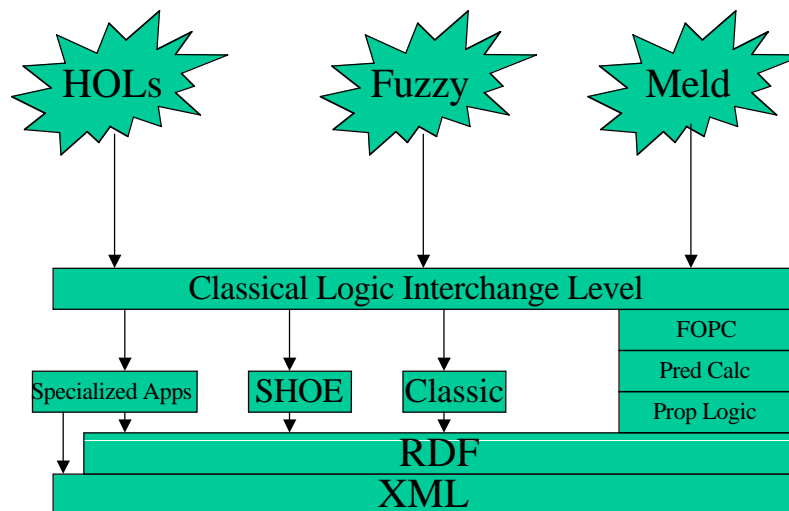 HOLs
Fuzzy
Meld
Classical Logic Interchange Level
FOPC
Specialized Apps
SHOE
Classic
Pred Calc
Prop Logic
RDF
XML